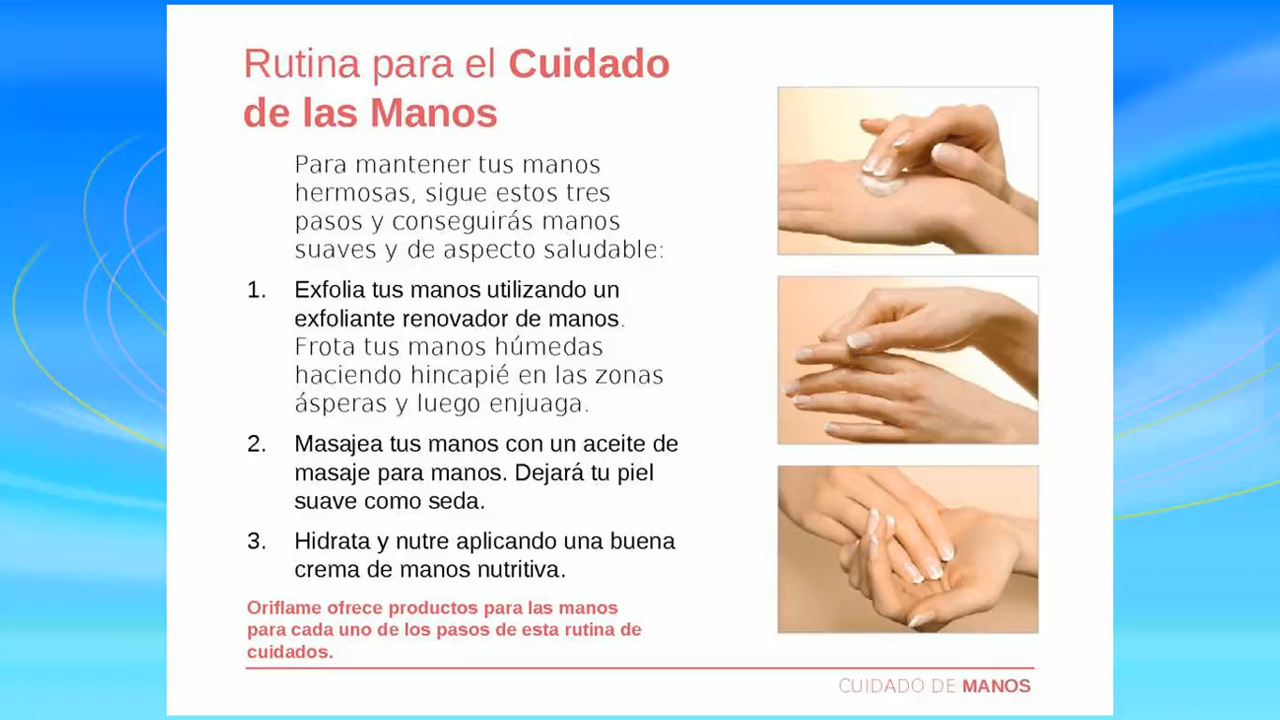 Rutina para el Cuidado
de las Manos
Para mantener tus manos
hermosas, sigue estos tres
pasos y conseguirás manos
suaves y de aspecto saludable:
1. Exfolia tus manos utilizando un
exfoliante renovador de manos.
Frota tus manos húmedas
haciendo hincapié en las zonas
ásperas y luego enjuaga.
2. Masajea tus manos con un aceite de
masaje para manos. Dejará tu piel
suave como seda.
3. Hidrata y nutre aplicando una buena
crema de manos nutritiva.
Oriflame ofrece productos para las manos
para cada uno de los pasos de esta rutina de
cuidados.
CUIDADO DE MANOS